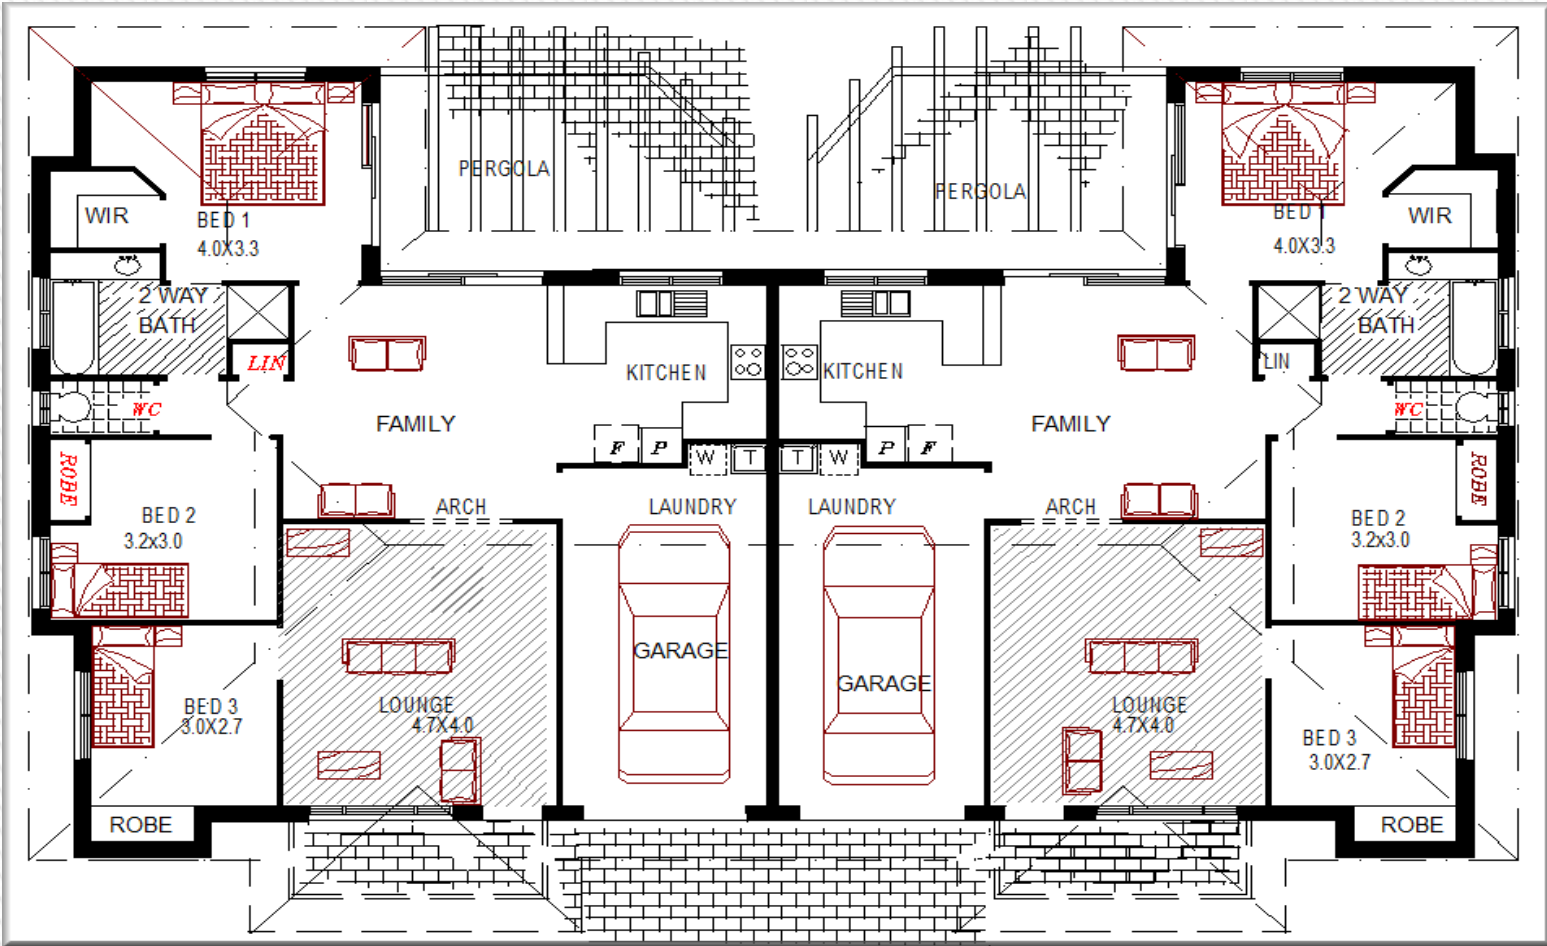 PERGOLA
PERGOLA
WIR
BED 1
4.0X3.3
BED 1
4.0X3.3
WIR
2 WAY
BATH
2 WAY
BATH
LIN
LIN
KITCHEN
KITCHEN
WC
FAMILY
FAMILY
WC
F P
P F
W T
T W
ROBE
ROBE
ARCH
LAUNDRY
LAUNDRY
ARCH
BED 2
3.2x3.0
BED 2
3.2x3.0
GARAGE
GARAGE
BED 3
3.0X2.7
LOUNGE
4.7X4.0
LOUNGE
4.7X4.0
BED 3
3.0X2.7
ROBE
ROBE